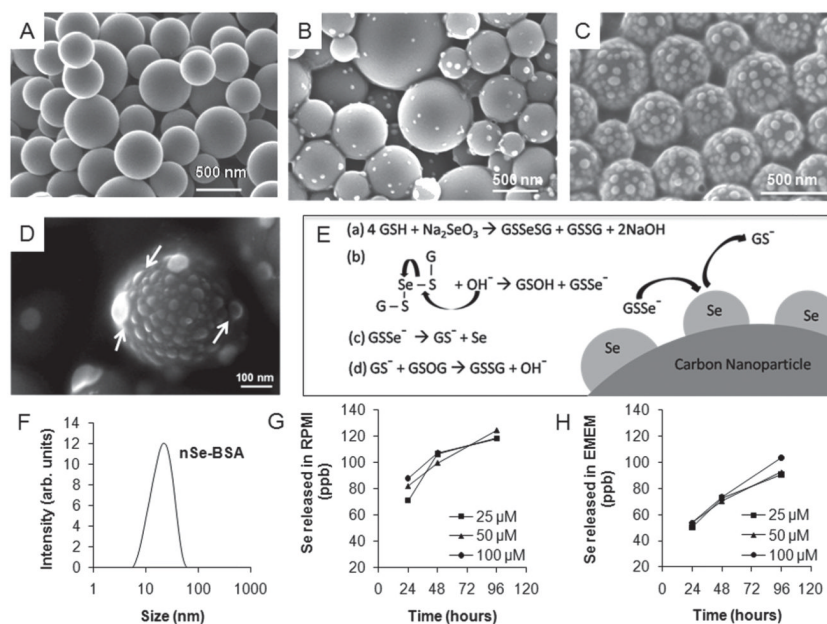 A
500 nm
B
500 nm
C
500 nm
D
100 nm
E
(a) 4 GSH + Na₂SeO₃ → GSSeSG + GSSG + 2NaOH
(b)
G
Se – S
G – S
+ OH⁻ → GSOH + GSSe⁻
(c) GSSe⁻ → GS⁻ + Se
(d) GS⁻ + GSOG → GSSG + OH⁻
GS⁻
GSSe⁻
Se
Se
Se
Carbon Nanoparticle
F
Intensity (arb. units)
14
12
10
8
6
4
2
0
nSe-BSA
1 10 100 1000
Size (nm)
G
Se released in RPMI
(ppb)
140
120
100
80
60
40
20
0
25 µM
50 µM
100 µM
0 24 48 72 96 120
Time (hours)
H
Se released in EMEM
(ppb)
140
120
100
80
60
40
20
0
25 µM
50 µM
100 µM
0 24 48 72 96 120
Time (hours)